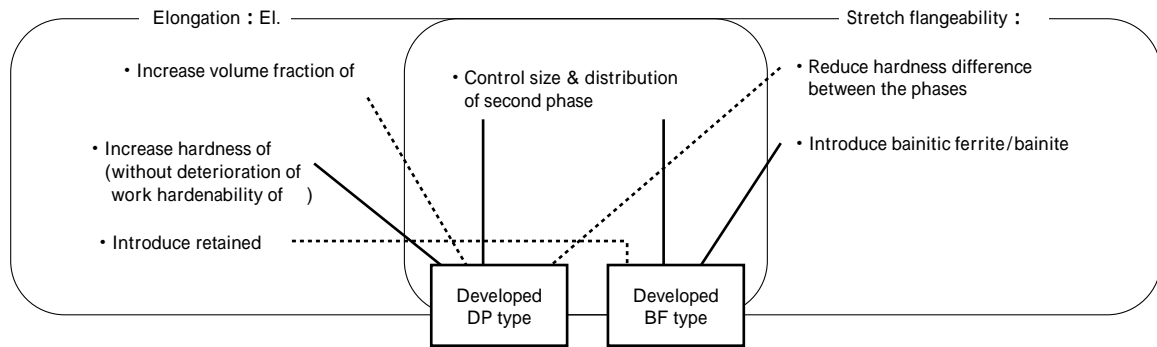 Elongation : El.
・Increase volume fraction of
・Increase hardness of
(without deterioration of
work hardenability of )
・Introduce retained
・Control size & distribution
of second phase
Stretch flangeability :
・Reduce hardness difference
between the phases
・Introduce bainitic ferrite/bainite
Developed
DP type
Developed
BF type